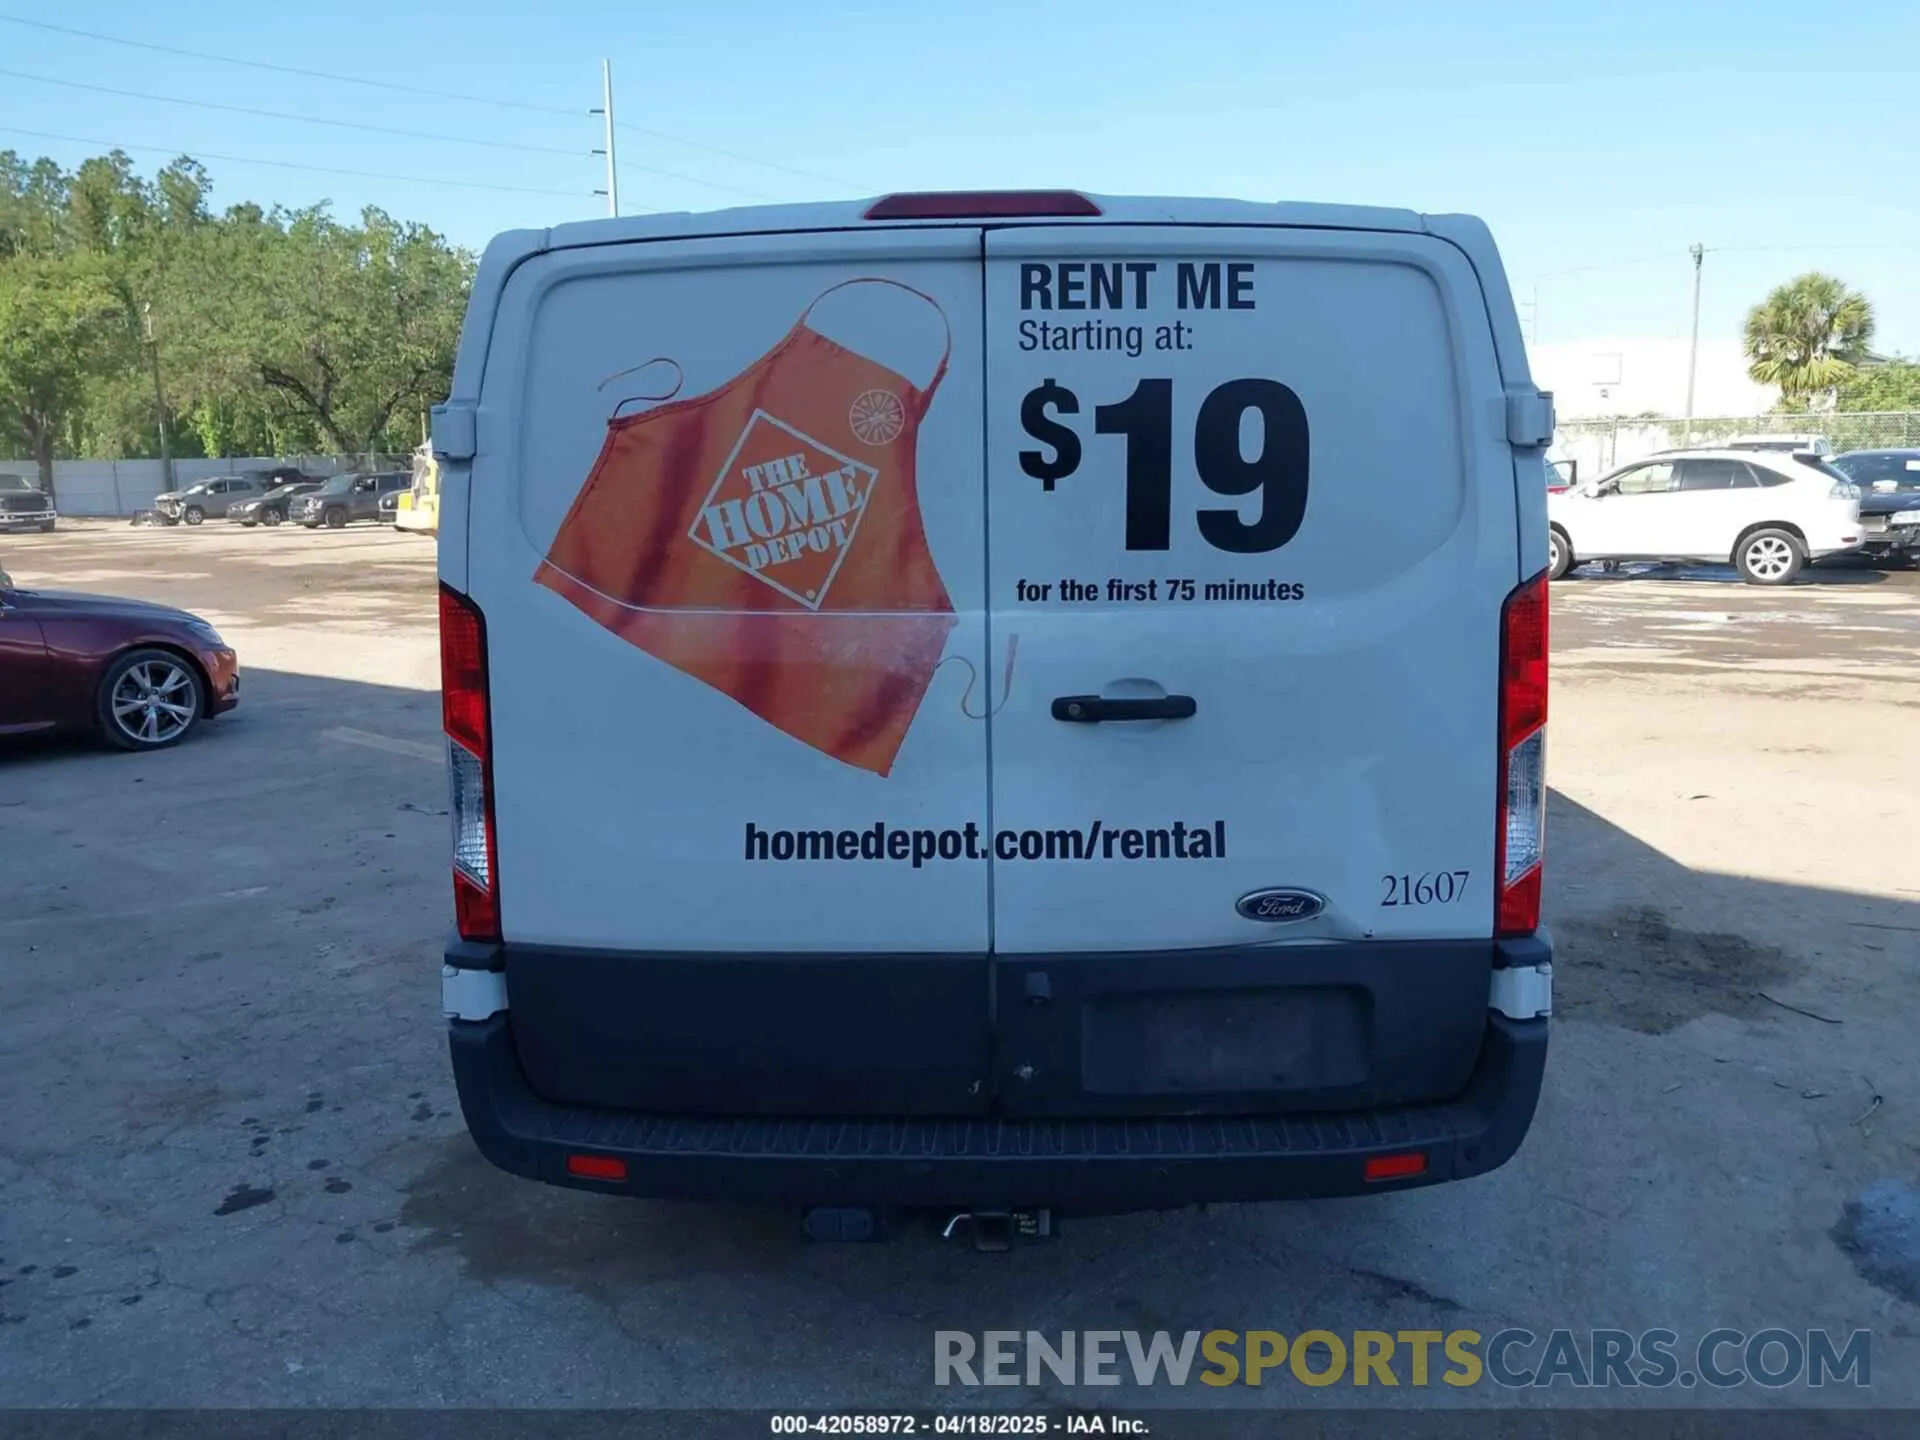 RENT ME
Starting at:
$19
for the first 75 minutes
THE
HOME
DEPOT
homedepot.com/rental
Ford
21607
RENEWSPORTSCARS.COM
000-42058972 - 04/18/2025 - IAA Inc.